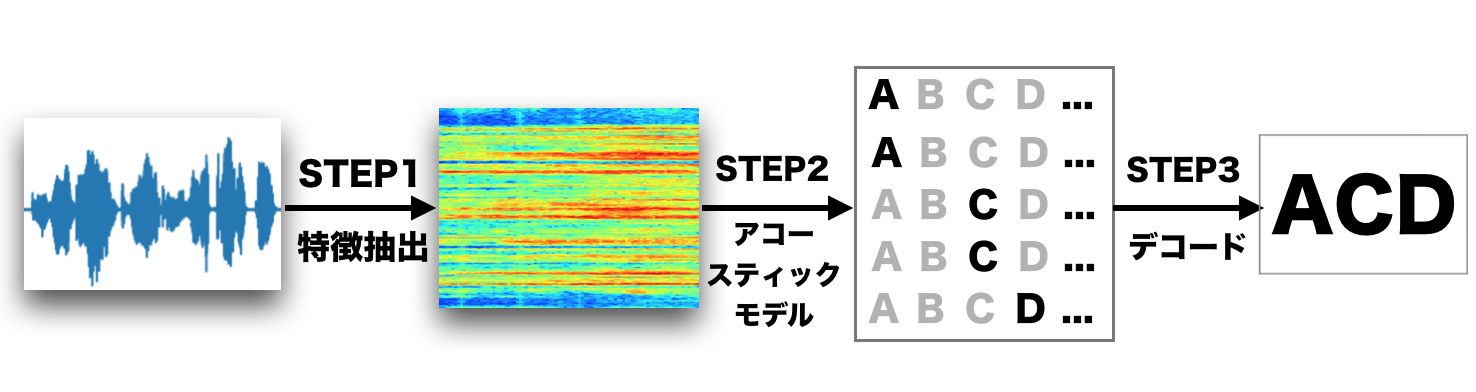 STEP1
特徴抽出
STEP2
アコー
スティック
モデル
A B C D ...
A B C D ...
A B C D ...
A B C D ...
A B C D ...
STEP3
デコード
ACD